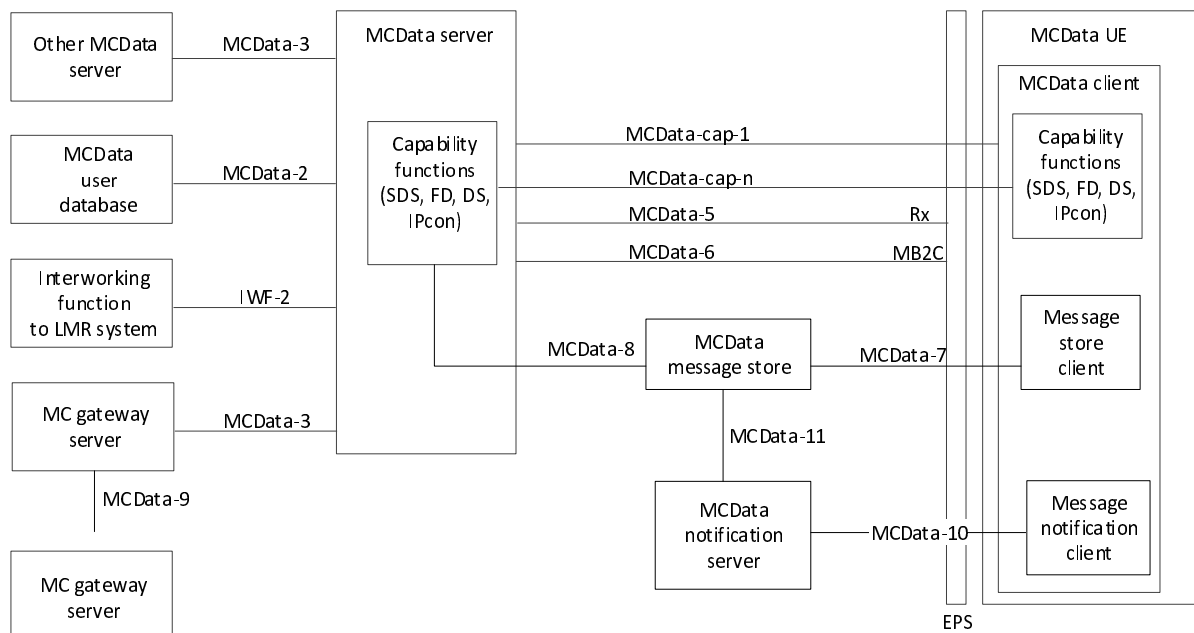 Other MCData
server
MCData-3
MCData server
MCData UE
MCData client
MCData
user
database
MCData-2
Capability
functions
(SDS, FD, DS,
IPcon)
MCData-cap-1
MCData-cap-n
MCData-5
Rx
MCData-6
MB2C
Capability
functions
(SDS, FD, DS,
IPcon)
Interworking
function
to LMR system
IWF-2
MCData-8
MCData
message store
MCData-7
Message
store
client
MC gateway
server
MCData-3
MCData-11
MCData-9
MCData
notification
server
MCData-10
Message
notification
client
MC gateway
server
EPS